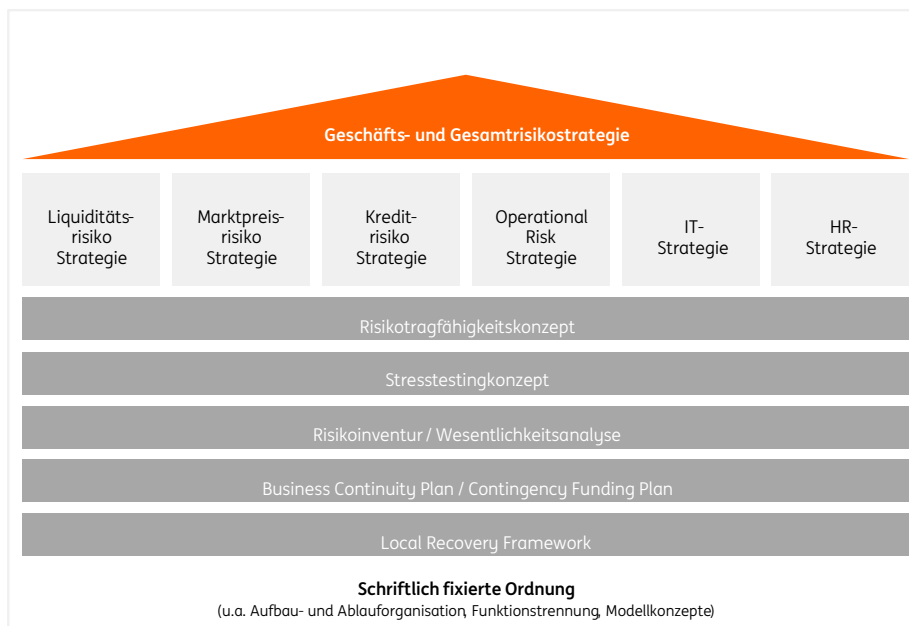 Geschäfts- und Gesamtrisikostrategie
Liquiditäts-
risiko
Strategie
Marktpreis-
risiko
Strategie
Kredit-
risiko
Strategie
Operational
Risk
Strategie
IT-
Strategie
HR-
Strategie
Risikotragfähigkeitskonzept
Stresstestingkonzept
Risikoinventur / Wesentlichkeitsanalyse
Business Continuity Plan / Contingency Funding Plan
Local Recovery Framework
Schriftlich fixierte Ordnung
(u.a. Aufbau- und Ablauforganisation, Funktionstrennung, Modellkonzepte)